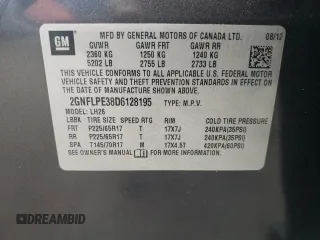 GM
MFD BY GENERAL MOTORS OF CANADA LTD. 08/12
GVWR GAWR FRT GAWR RR
2360 KG 1250 KG 1240 KG
5202 LB 2755 LB 2733 LB
THIS VEHICLE CONFORMS TO ALL APPLICABLE U.S. FEDERAL
MOTOR VEHICLE SAFETY AND THEFT PREVENTION
STANDARDS IN EFFECT ON THE DATE OF MANUFACTURE
SHOWN ABOVE.
2GNFLPE38D6128195 TYPE: M.P.V.
MODEL: LH26
LBBK TIRE SIZE SPEED RTG RIM COLD TIRE PRESSURE
FRT P225/65R17 T 17X7J 240KPA(35PSI)
RR P225/65R17 T 17X7J 240KPA(35PSI)
SPA T145/70R17 M 17X4.5T 420KPA(60PSI)
SEE OWNER'S MANUAL FOR MORE INFORMATION.
DREAMBID